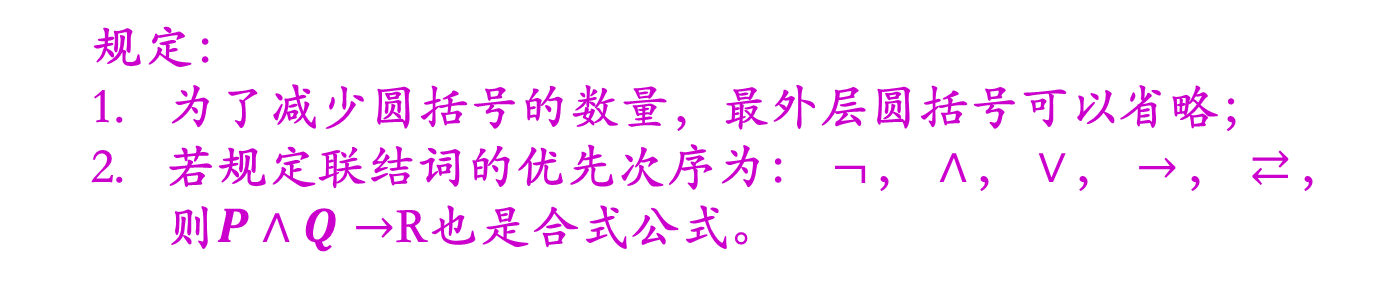 规定：
1. 为了减少圆括号的数量，最外层圆括号可以省略；
2. 若规定联结词的优先次序为： ¬， ∧， ∨， →， ⇄，
则P ∧ Q →R也是合式公式。